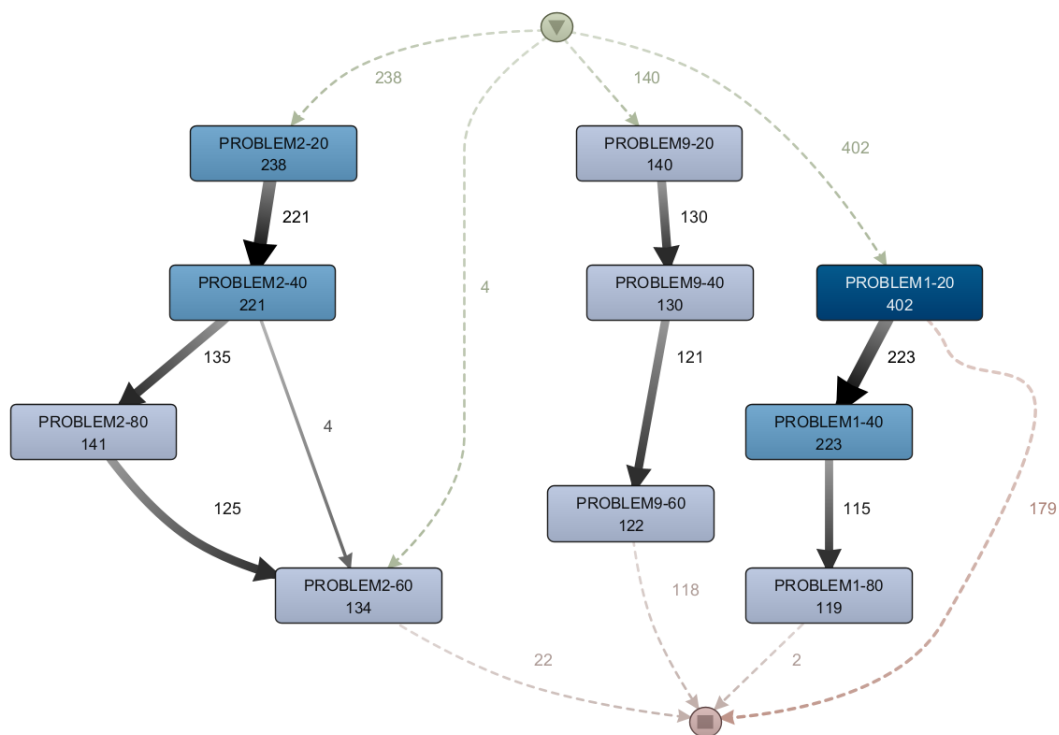 238
140
402
PROBLEM2-20
238
PROBLEM9-20
140
221
130
4
PROBLEM2-40
221
PROBLEM9-40
130
PROBLEM1-20
402
135
121
223
4
PROBLEM2-80
141
PROBLEM1-40
223
125
PROBLEM9-60
122
115
179
PROBLEM2-60
134
118
PROBLEM1-80
119
22
2